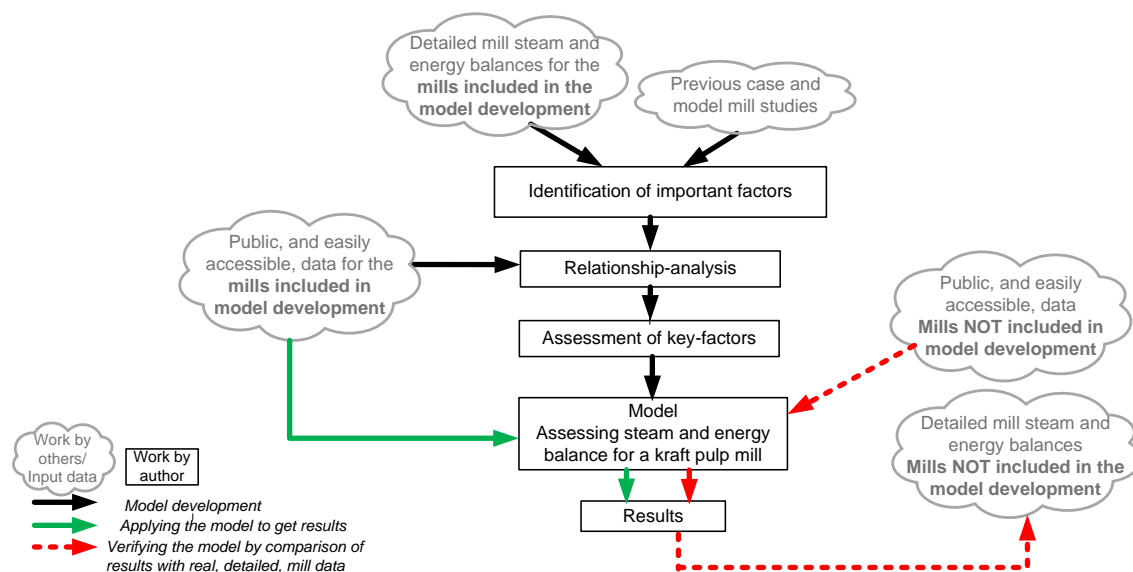 Detailed mill steam and
energy balances for the
mills included in the
model development
Previous case and
model mill studies
Identification of important factors
Public, and easily
accessible, data for the
mills included in
model development
Relationship-analysis
Public, and easily
accessible, data
Mills NOT included in
model development
Assessment of key-factors
Model
Assessing steam and energy
balance for a kraft pulp mill
Detailed mill steam and
energy balances
Mills NOT included in the
model development
Results
Work by
others/
Input data
Work by
author
Model development
Applying the model to get results
Verifying the model by comparison of
results with real, detailed, mill data